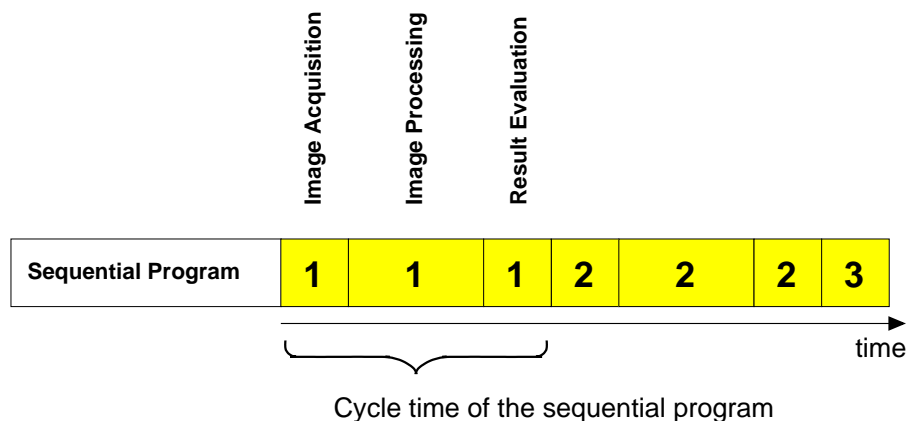 Image Acquisition
Image Processing
Result Evaluation
Sequential Program 1 1 1 2 2 2 3
time
Cycle time of the sequential program